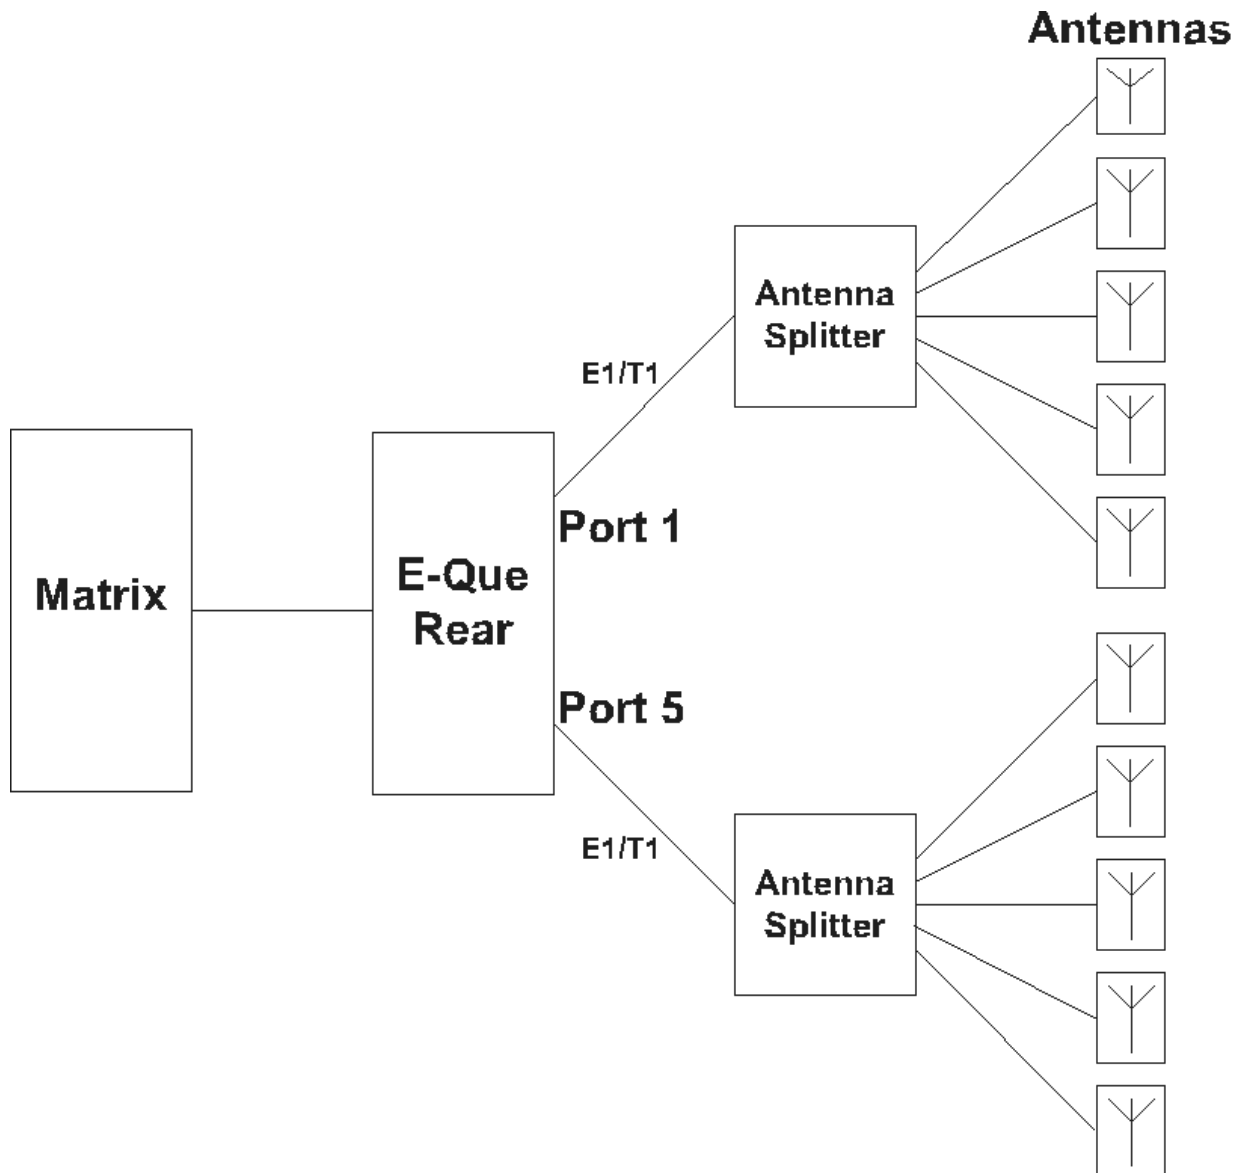 Antennas
Antenna
Splitter
E1/T1
Matrix
E-Que
Rear
Port 1
Port 5
E1/T1
Antenna
Splitter